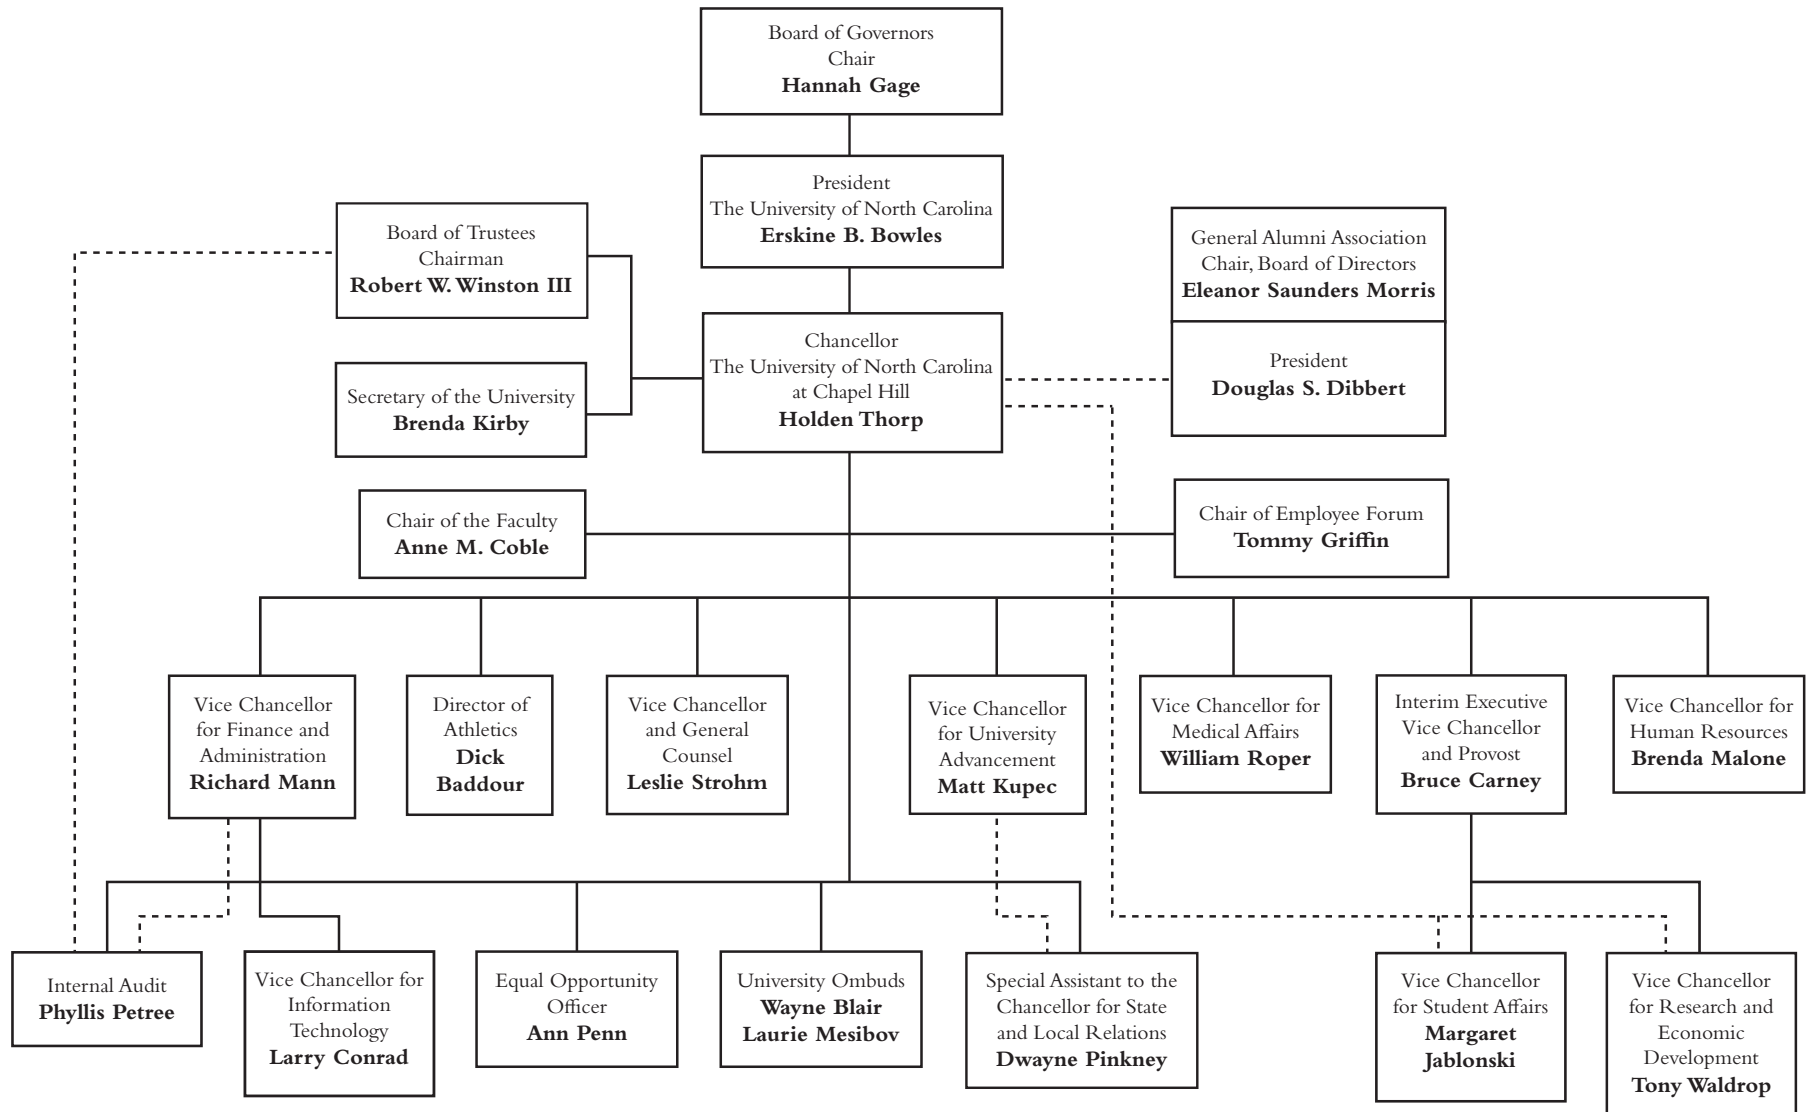 Board of Governors
Chair
Hannah Gage
President
The University of North Carolina
Erskine B. Bowles
Board of Trustees
Chairman
Robert W. Winston III
General Alumni Association
Chair, Board of Directors
Eleanor Saunders Morris
Chancellor
The University of North Carolina
at Chapel Hill
Holden Thorp
President
Douglas S. Dibbert
Secretary of the University
Brenda Kirby
Chair of the Faculty
Anne M. Coble
Chair of Employee Forum
Tommy Griffin
Vice Chancellor
for Finance and
Administration
Richard Mann
Director of
Athletics
Dick
Baddour
Vice Chancellor
and General
Counsel
Leslie Strohm
Vice Chancellor
for University
Advancement
Matt Kupec
Vice Chancellor for
Medical Affairs
William Roper
Interim Executive
Vice Chancellor
and Provost
Bruce Carney
Vice Chancellor for
Human Resources
Brenda Malone
Internal Audit
Phyllis Petree
Vice Chancellor for
Information
Technology
Larry Conrad
Equal Opportunity
Officer
Ann Penn
University Ombuds
Wayne Blair
Laurie Mesibov
Special Assistant to the
Chancellor for State
and Local Relations
Dwayne Pinkney
Vice Chancellor
for Student Affairs
Margaret
Jablonski
Vice Chancellor
for Research and
Economic
Development
Tony Waldrop